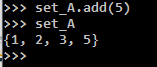 >>> set_A.add(5)
>>> set_A
{1, 2, 3, 5}
>>>